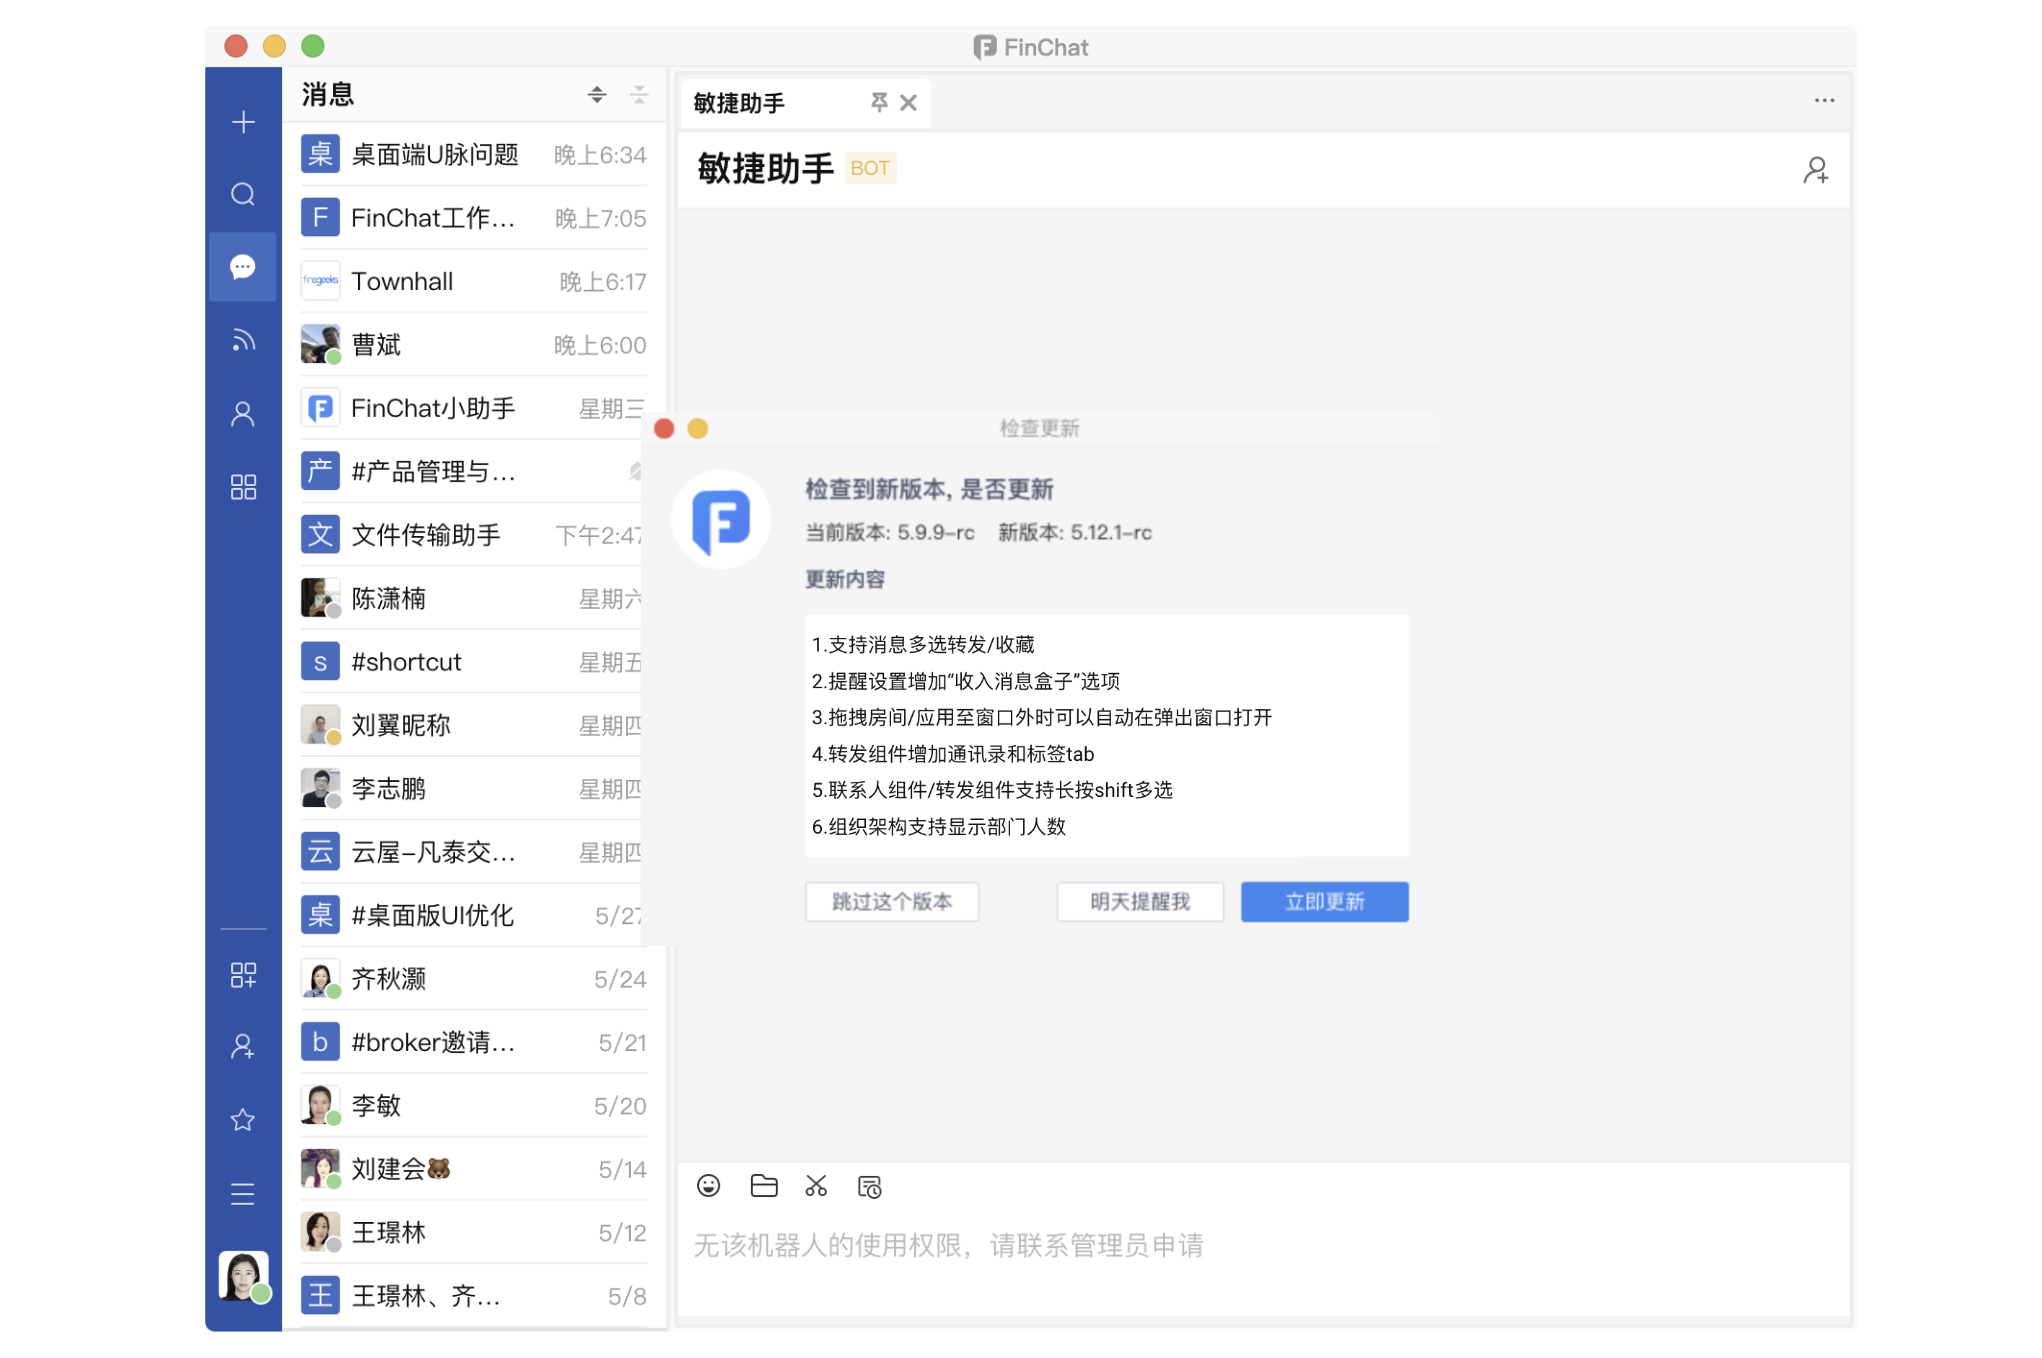 FinChat
消息
桌 桌面端U脉问题 晚上6:34
F FinChat工作... 晚上7:05
Townhall 晚上6:17
曹斌 晚上6:00
FinChat小助手 星期三
产 #产品管理与...
文 文件传输助手 下午2:47
陈潇楠 星期六
s #shortcut 星期五
刘翼昵称 星期四
李志鹏 星期四
云 云屋-凡泰交... 星期四
桌 #桌面版UI优化 5/27
齐秋灏 5/24
b #broker邀请... 5/21
李敏 5/20
刘建会🐻 5/14
王璟林 5/12
王 王璟林、齐... 5/8
敏捷助手
敏捷助手 BOT
检查更新
检查到新版本, 是否更新
当前版本: 5.9.9-rc 新版本: 5.12.1-rc
更新内容
1.支持消息多选转发/收藏
2.提醒设置增加“收入消息盒子”选项
3.拖拽房间/应用至窗口外时可以自动在弹出窗口打开
4.转发组件增加通讯录和标签tab
5.联系人组件/转发组件支持长按shift多选
6.组织架构支持显示部门人数
跳过这个版本 明天提醒我 立即更新
无该机器人的使用权限，请联系管理员申请